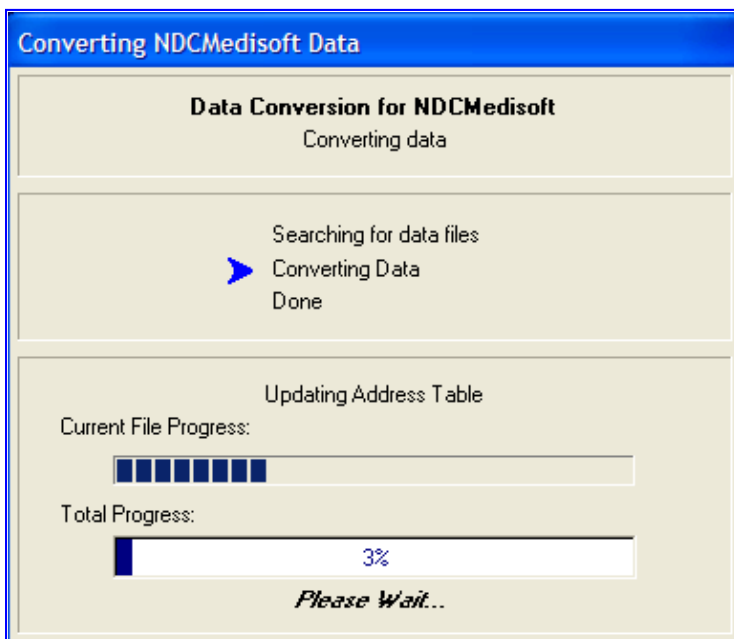 Converting NDCMedisoft Data
Data Conversion for NDCMedisoft
Converting data
Searching for data files
Converting Data
Done
Updating Address Table
Current File Progress:
Total Progress:
3%
Please Wait...